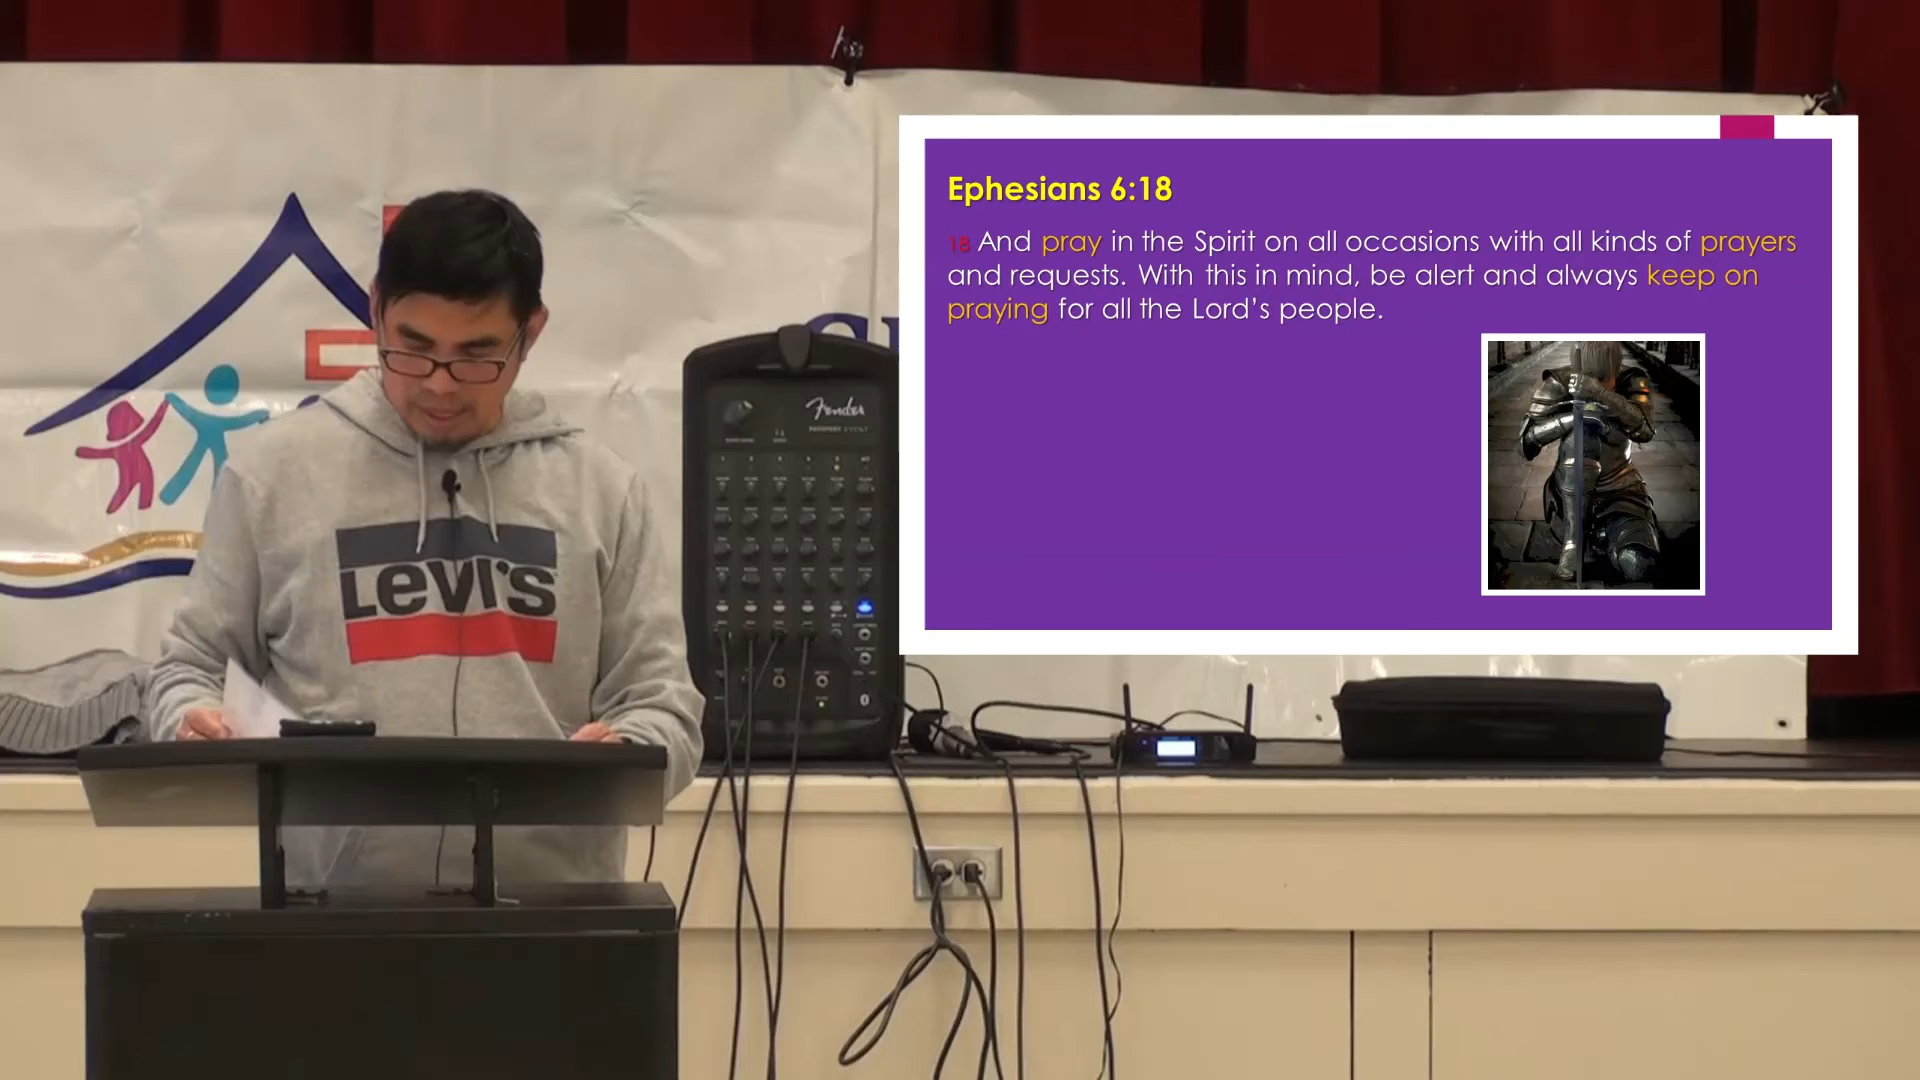 Ephesians 6:18
18 And pray in the Spirit on all occasions with all kinds of prayers
and requests. With this in mind, be alert and always keep on
praying for all the Lord’s people.
Fender
LEVI'S